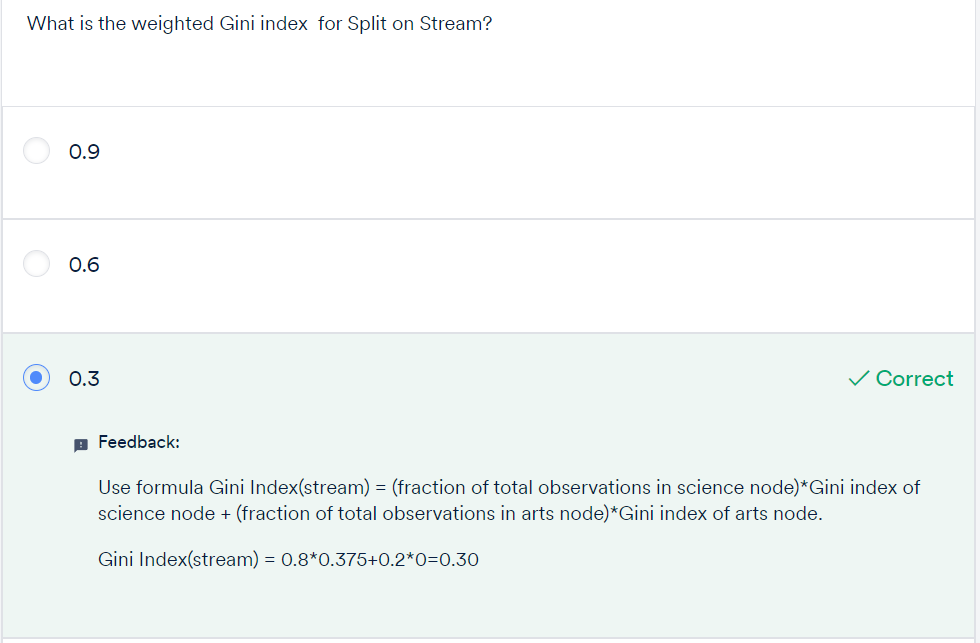 What is the weighted Gini index  for Split on Stream?
0.9
0.6
0.3
Correct
Feedback:
Use formula Gini Index(stream) = (fraction of total observations in science node)*Gini index of
science node + (fraction of total observations in arts node)*Gini index of arts node.
Gini Index(stream) = 0.8*0.375+0.2*0=0.30